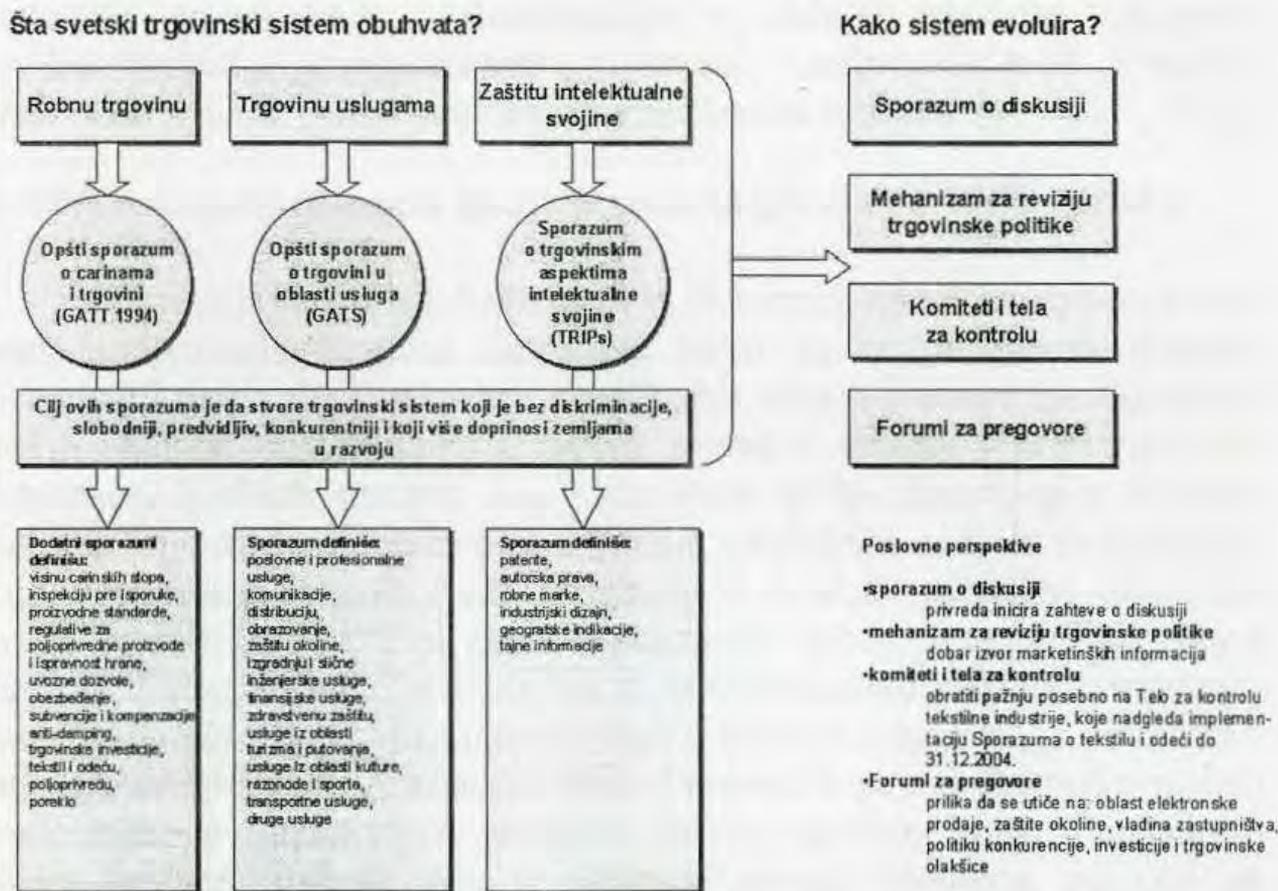 Šta svetski trgovinski sistem obuhvata?
Robnu trgovinu
Trgovinu uslugama
Zaštitu intelektualne
svojine
Opšti sporazum
o carinama
i trgovini
(GATT 1994)
Opšti sporazum
o trgovini u
oblasti usluga
(GATS)
Sporazum
o trgovinskim
aspektima
intelektualne
svojine
(TRIPs)
Cilj ovih sporazuma je da stvore trgovinski sistem koji je bez diskriminacije,
slobodniji, predvidljiv, konkurentniji i koji više doprinosi zemljama
u razvoju
Dodatni sporazumi
definišu:
visinu carinskih stopa,
inspekciju pre isporuke,
proizvodne standarde,
regulative za
poljoprivredne proizvode
i ispravnost hrane,
uvozne dozvole,
obezbeđenje,
subvencije i kompenzacije
anti-damping,
trgovinske investicije,
tekstil i odeću,
poljoprivredu,
poreklo
Sporazum definiše:
poslovne i profesionalne
usluge,
komunikacije,
distribuciju,
obrazovanje,
zaštitu okoline,
izgradnju i slične
inženjerske usluge,
finansijske usluge,
zdravstvenu zaštitu,
usluge iz oblasti
turizma i putovanja,
usluge iz oblasti kulture,
razonode i sporta,
transportne usluge,
druge usluge
Sporazum definiše:
patente,
autorska prava,
robne marke,
industrijski dizajn,
geografske indikacije,
tajne informacije
Kako sistem evoluira?
Sporazum o diskusiji
Mehanizam za reviziju
trgovinske politike
Komiteti i tela
za kontrolu
Forumi za pregovore
Poslovne perspektive
•sporazum o diskusiji
privreda inicira zahteve o diskusiji
•mehanizam za reviziju trgovinske politike
dobar izvor marketinških informacija
•komiteti i tela za kontrolu
obratiti pažnju posebno na Telo za kontrolu
tekstilne industrije, koje nadgleda implemen-
taciju Sporazuma o tekstilu i odeći do
31.12.2004.
•Forumi za pregovore
prilika da se utiče na: oblast elektronske
prodaje, zaštite okoline, vladina zastupništva,
politiku konkurencije, investicije i trgovinske
olakšice